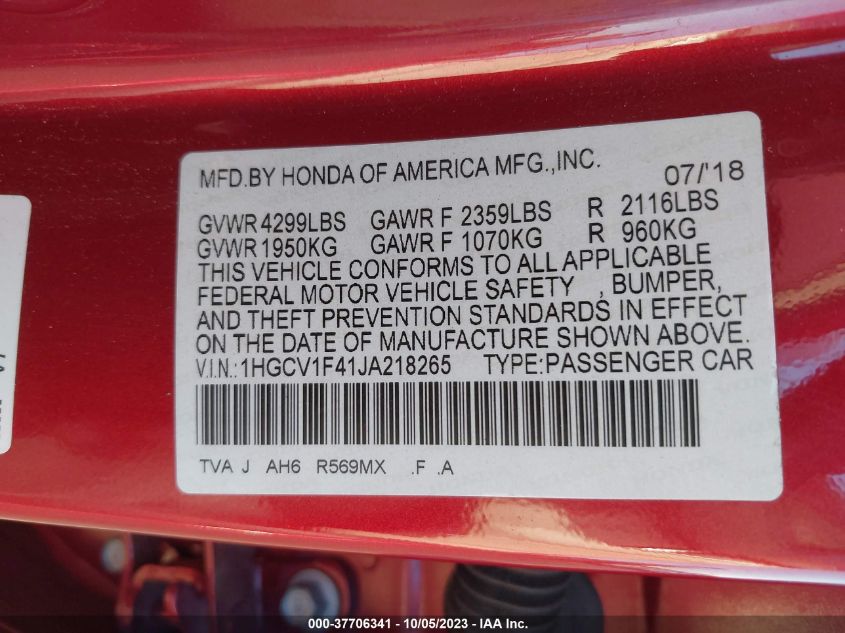 MFD.BY HONDA OF AMERICA MFG.,INC. 07/'18
GVWR 4299LBS GAWR F 2359LBS R 2116LBS
GVWR 1950KG GAWR F 1070KG R 960KG
THIS VEHICLE CONFORMS TO ALL APPLICABLE
FEDERAL MOTOR VEHICLE SAFETY , BUMPER,
AND THEFT PREVENTION STANDARDS IN EFFECT
ON THE DATE OF MANUFACTURE SHOWN ABOVE.
V.I.N.:1HGCV1F41JA218265 TYPE:PASSENGER CAR
TVA J AH6 R569MX .F .A
000-37706341 - 10/05/2023 - IAA Inc.